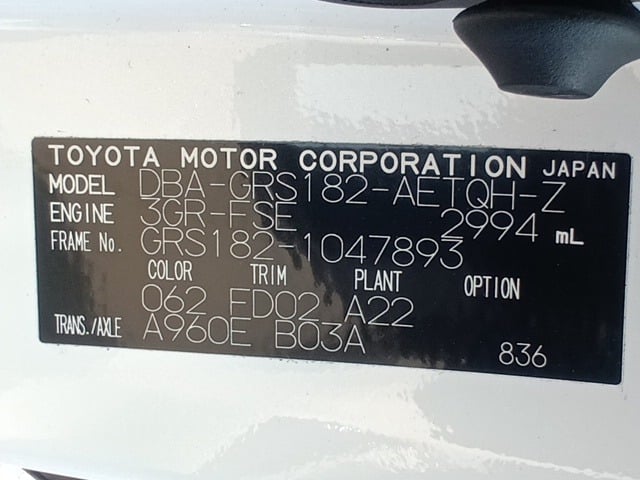 TOYOTA MOTOR CORPORATION JAPAN
MODEL DBA-GRS182-AETQH-Z
ENGINE 3GR-FSE 2994 mL
FRAME No. GRS182-1047893
COLOR TRIM PLANT OPTION
062 FD02 A22
TRANS./AXLE A960E B03A
836